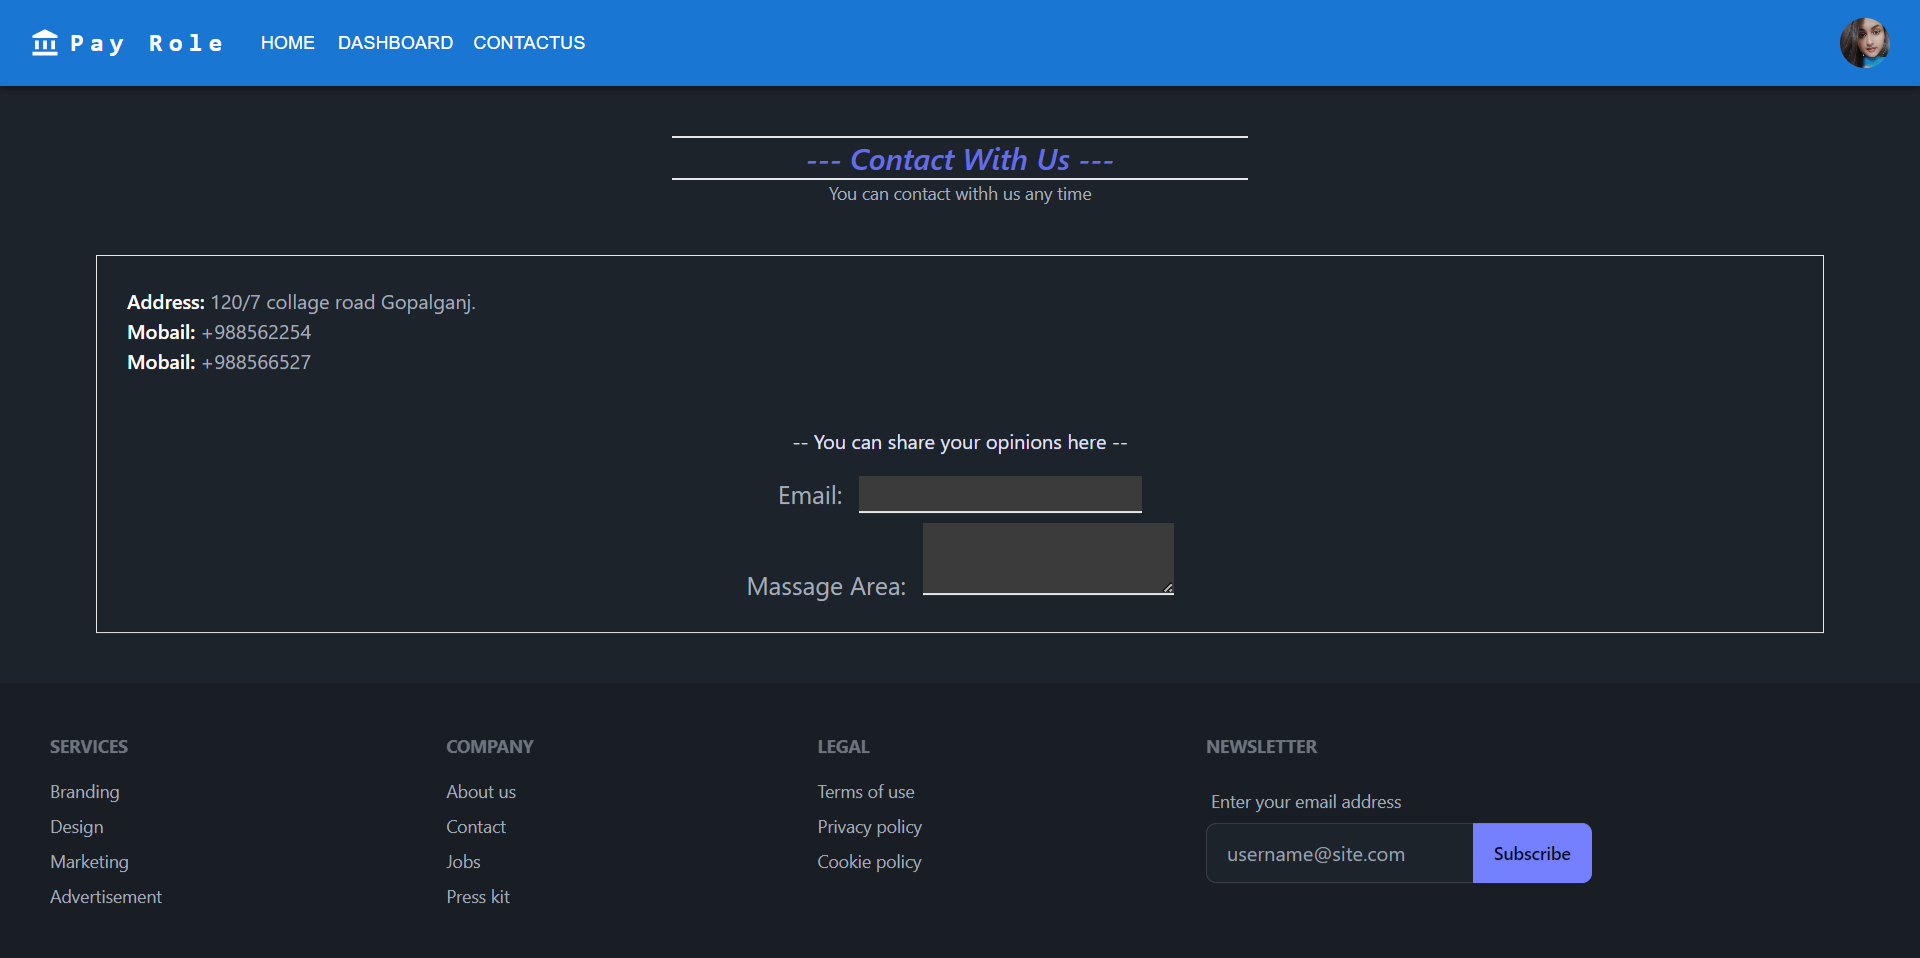 Pay Role HOME DASHBOARD CONTACTUS
--- Contact With Us ---
You can contact withh us any time
Address: 120/7 collage road Gopalganj.
Mobail: +988562254
Mobail: +988566527
-- You can share your opinions here --
Email:
Massage Area:
SERVICES
Branding
Design
Marketing
Advertisement
COMPANY
About us
Contact
Jobs
Press kit
LEGAL
Terms of use
Privacy policy
Cookie policy
NEWSLETTER
Enter your email address
username@site.com Subscribe